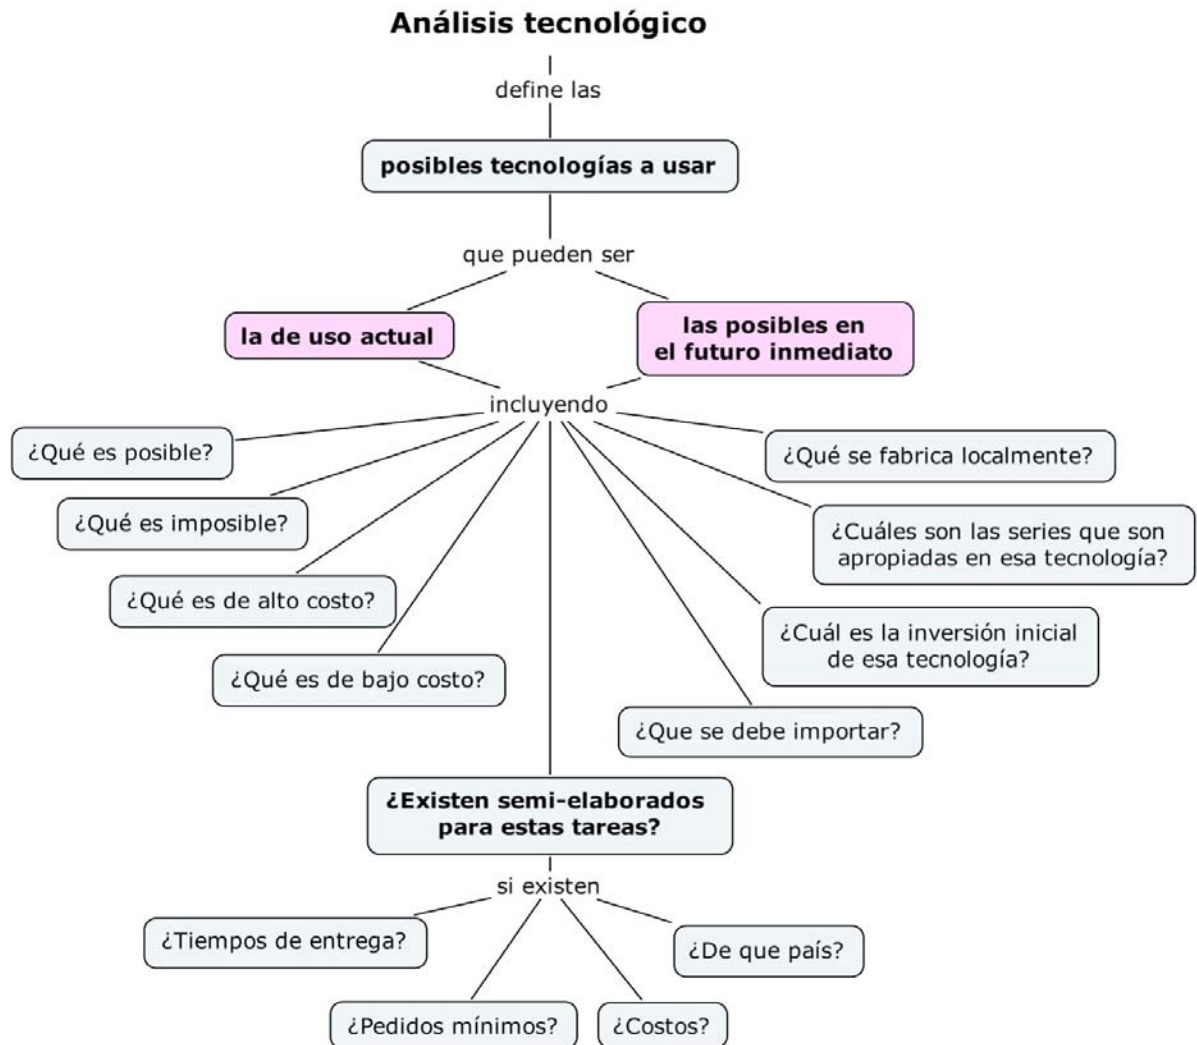 Análisis tecnológico
define las
posibles tecnologías a usar
que pueden ser
la de uso actual
las posibles en
el futuro inmediato
incluyendo
¿Qué es posible?
¿Qué es imposible?
¿Qué es de alto costo?
¿Qué es de bajo costo?
¿Qué se fabrica localmente?
¿Cuáles son las series que son
apropiadas en esa tecnología?
¿Cuál es la inversión inicial
de esa tecnología?
¿Que se debe importar?
¿Existen semi-elaborados
para estas tareas?
si existen
¿Tiempos de entrega?
¿Pedidos mínimos?
¿Costos?
¿De que país?